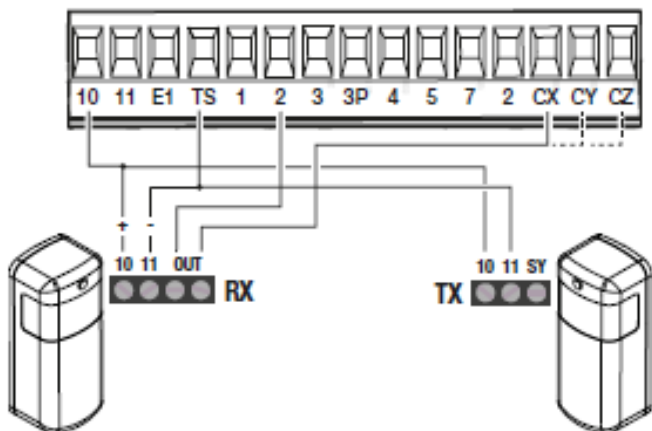 10 11 E1 TS 1 2 3 3P 4 5 7 2 CX CY CZ
+ -
10 11 OUT
RX
10 11 SY
TX